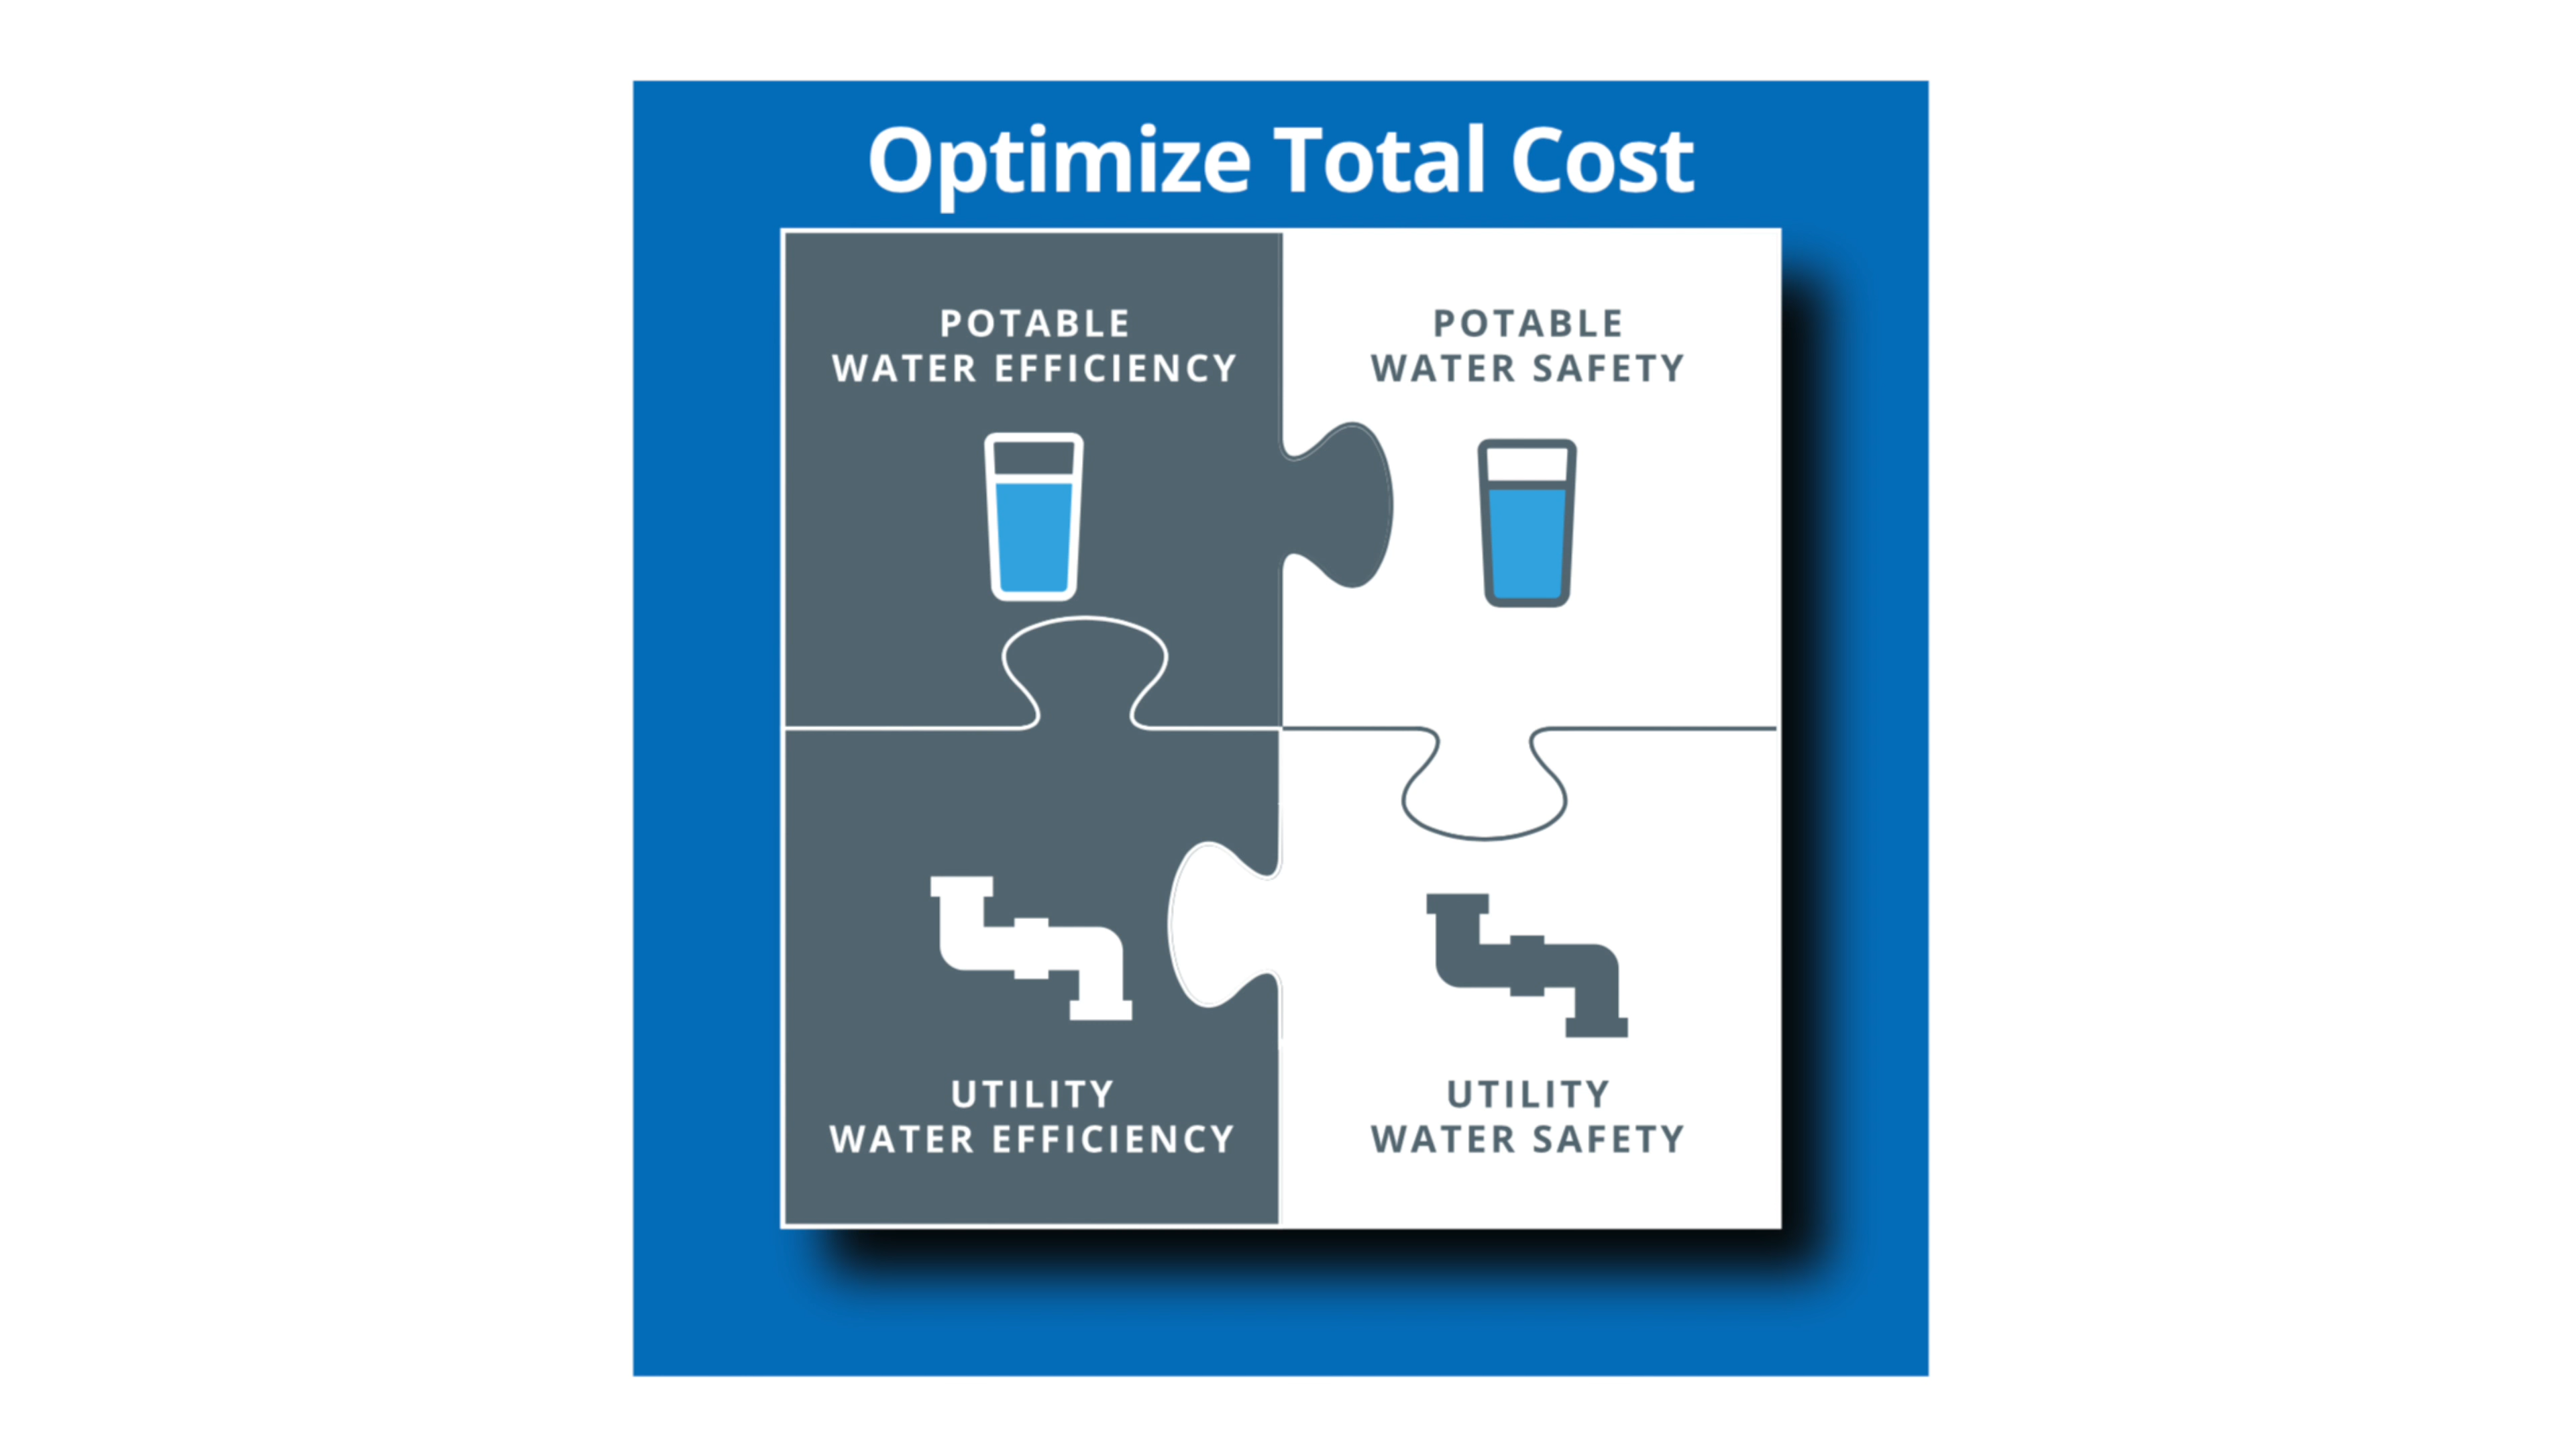 Optimize Total Cost
POTABLE
WATER EFFICIENCY
POTABLE
WATER SAFETY
UTILITY
WATER EFFICIENCY
UTILITY
WATER SAFETY